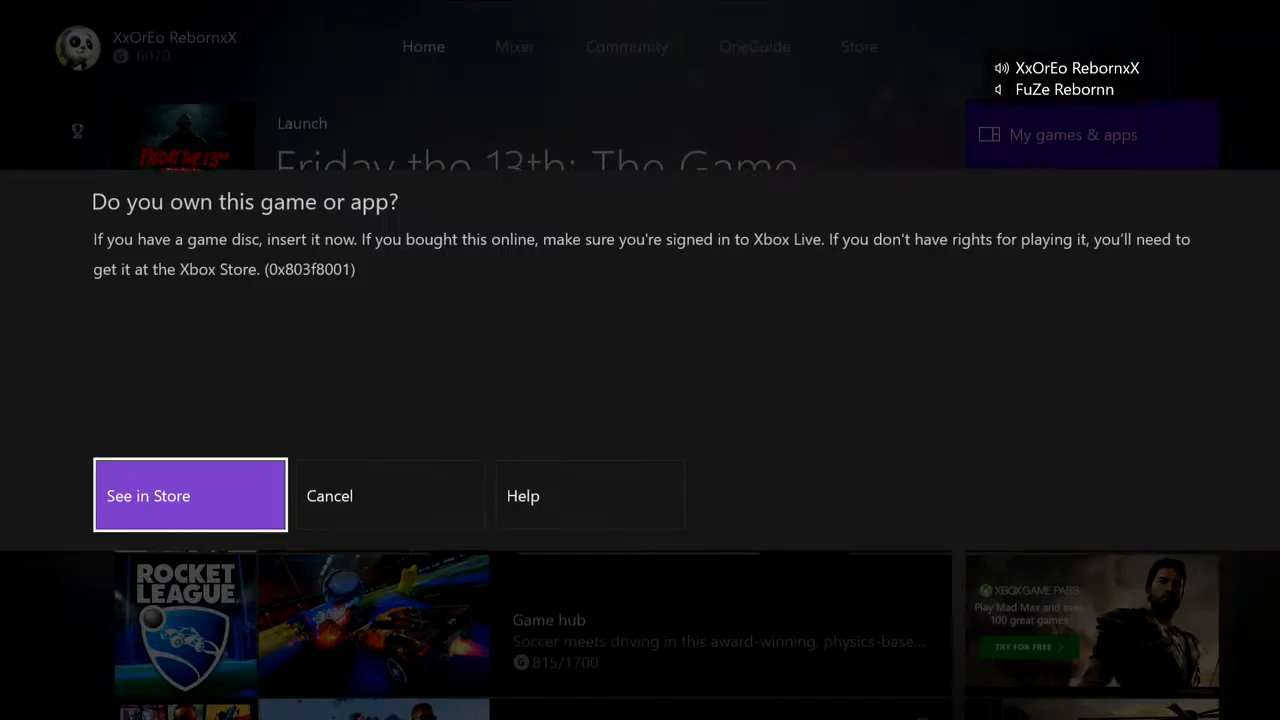 XxOrEo RebornxX
G 6070
Home
Mixer
Community
OneGuide
Store
XxOrEo RebornxX
FuZe Rebornn
My games & apps
FRIDAY THE 13TH
Launch
Friday the 13th: The Game
Do you own this game or app?
If you have a game disc, insert it now. If you bought this online, make sure you're signed in to Xbox Live. If you don't have rights for playing it, you'll need to
get it at the Xbox Store. (0x803f8001)
See in Store
Cancel
Help
ROCKET
LEAGUE
Game hub
Soccer meets driving in this award-winning, physics-base...
G 815/1700
XBOX GAME PASS
Play Mad Max and over
100 great games
TRY FOR FREE >